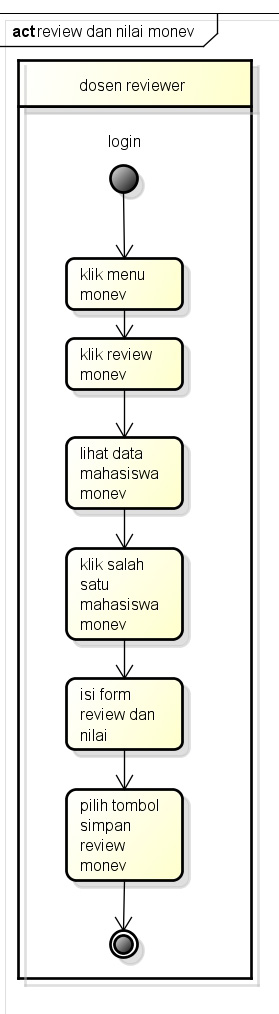 act review dan nilai monev
dosen reviewer
login
klik menu
monev
klik review
monev
lihat data
mahasiswa
monev
klik salah
satu
mahasiswa
monev
isi form
review dan
nilai
pilih tombol
simpan
review
monev